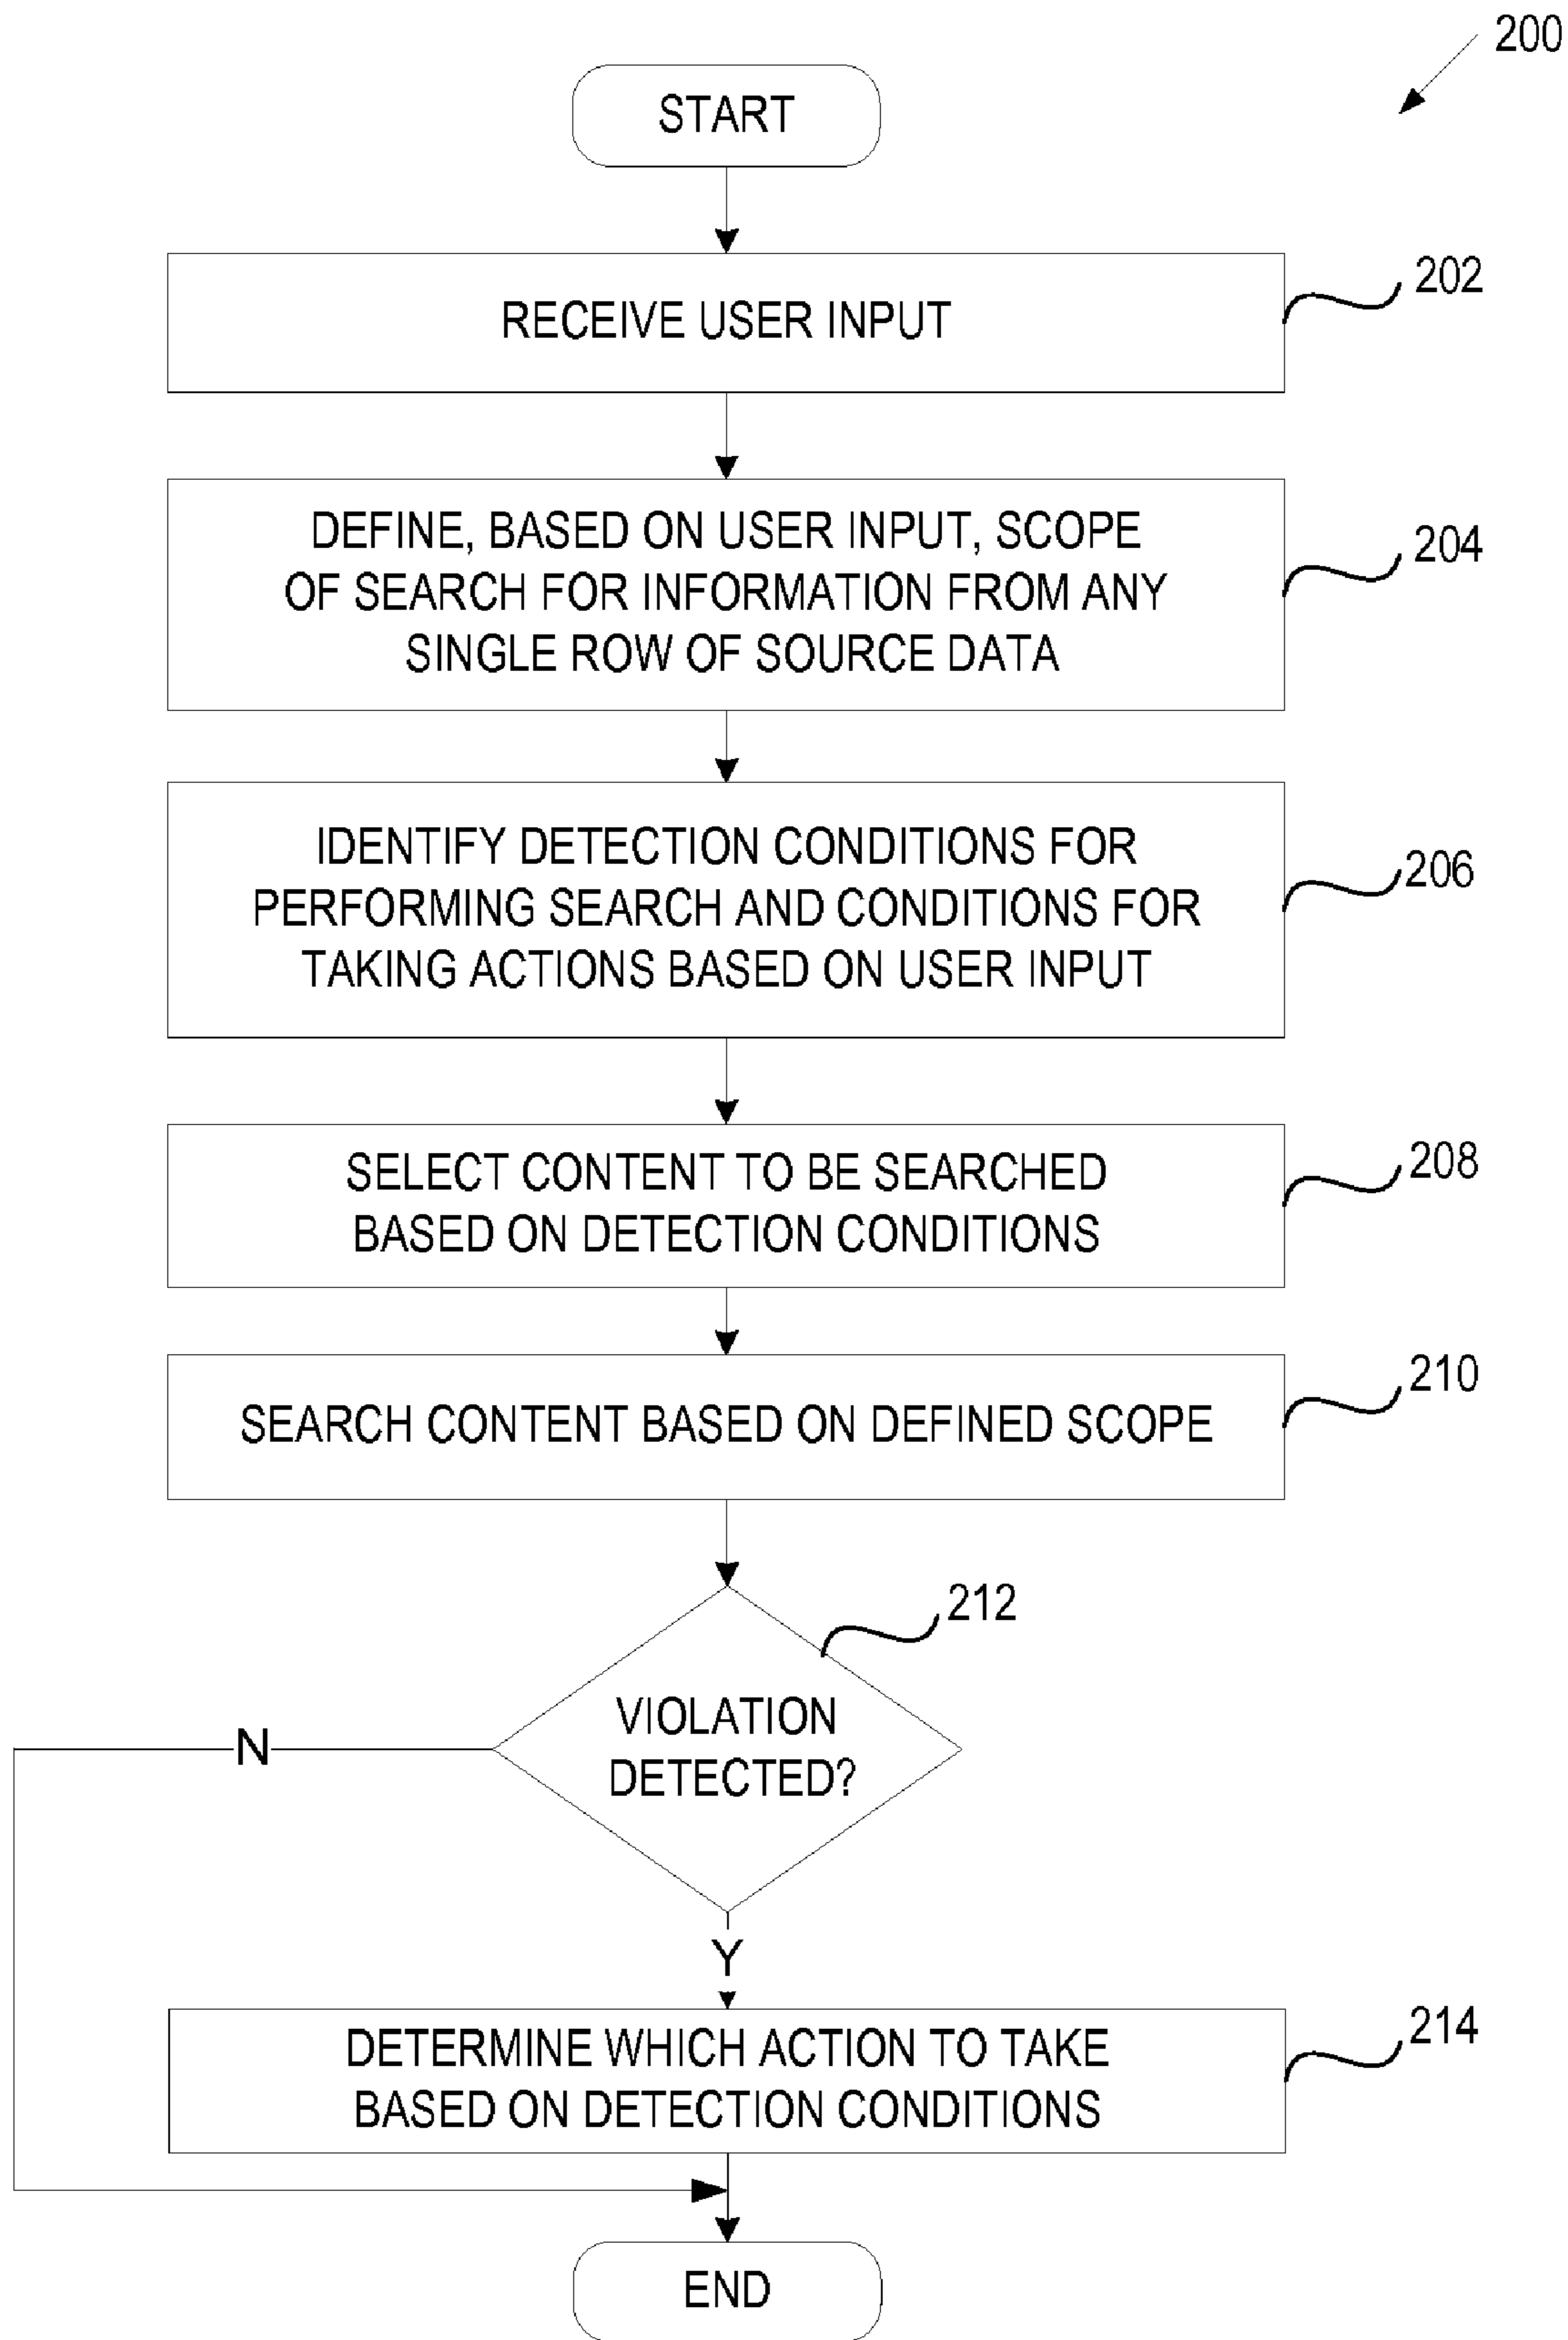 200
START
RECEIVE USER INPUT
202
DEFINE, BASED ON USER INPUT, SCOPE
OF SEARCH FOR INFORMATION FROM ANY
SINGLE ROW OF SOURCE DATA
204
IDENTIFY DETECTION CONDITIONS FOR
PERFORMING SEARCH AND CONDITIONS FOR
TAKING ACTIONS BASED ON USER INPUT
206
SELECT CONTENT TO BE SEARCHED
BASED ON DETECTION CONDITIONS
208
SEARCH CONTENT BASED ON DEFINED SCOPE
210
212
VIOLATION
DETECTED?
N
Y
DETERMINE WHICH ACTION TO TAKE
BASED ON DETECTION CONDITIONS
214
END